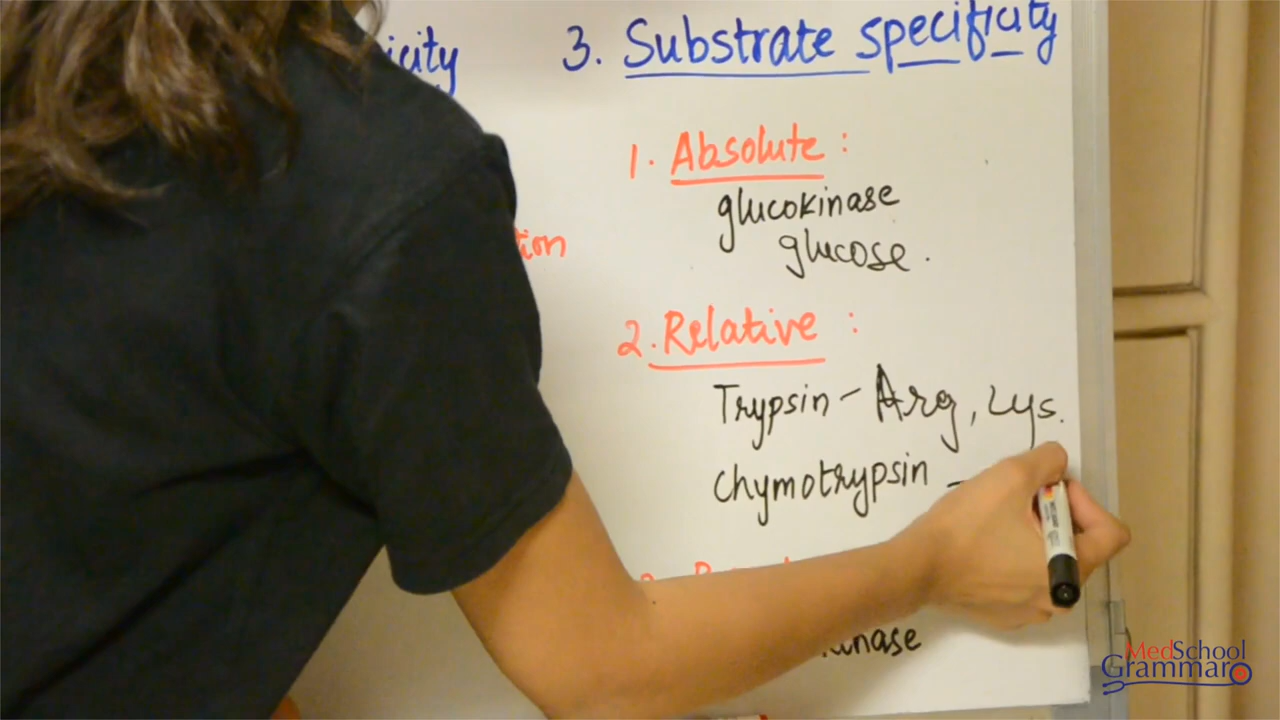 icity
3. Substrate specificity
1. Absolute :
glucokinase
glucose.
tion
2. Relative :
Trypsin - Arg, Lys.
chymotrypsin -
kinase
MedSchool
Grammar